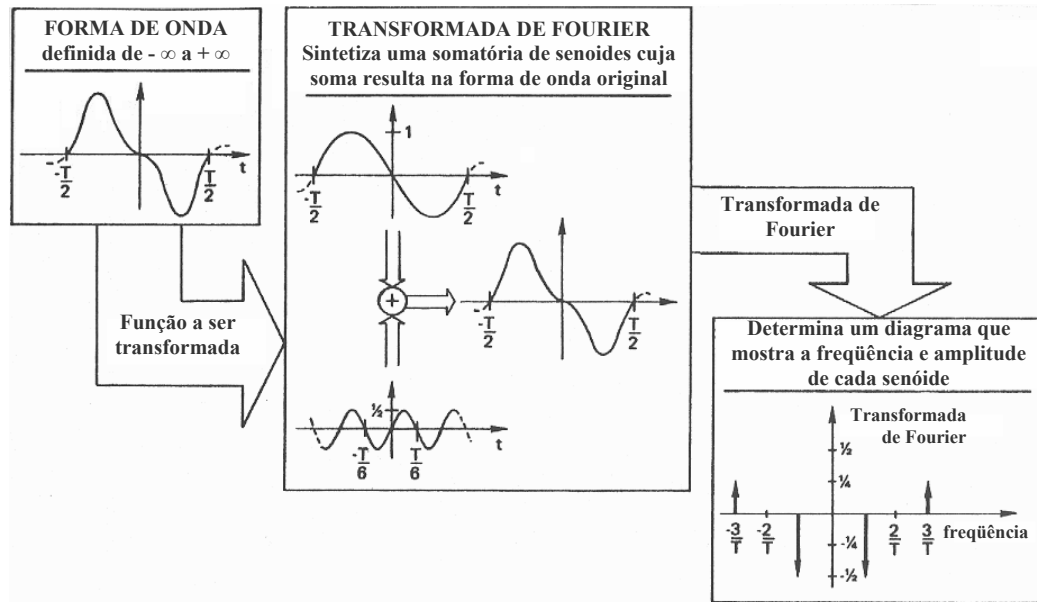 FORMA DE ONDA
definida de - ∞ a + ∞
t
-T/2
T/2
Função a ser
transformada
TRANSFORMADA DE FOURIER
Sintetiza uma somatória de senoides cuja
soma resulta na forma de onda original
1
-T/2
T/2
t
+
-T/2
T/2
t
½
t
-T/6
T/6
Transformada de
Fourier
Determina um diagrama que
mostra a freqüência e amplitude
de cada senóide
Transformada
de Fourier
½
¼
-3/T
-2/T
2/T
3/T
freqüência
-¼
-½